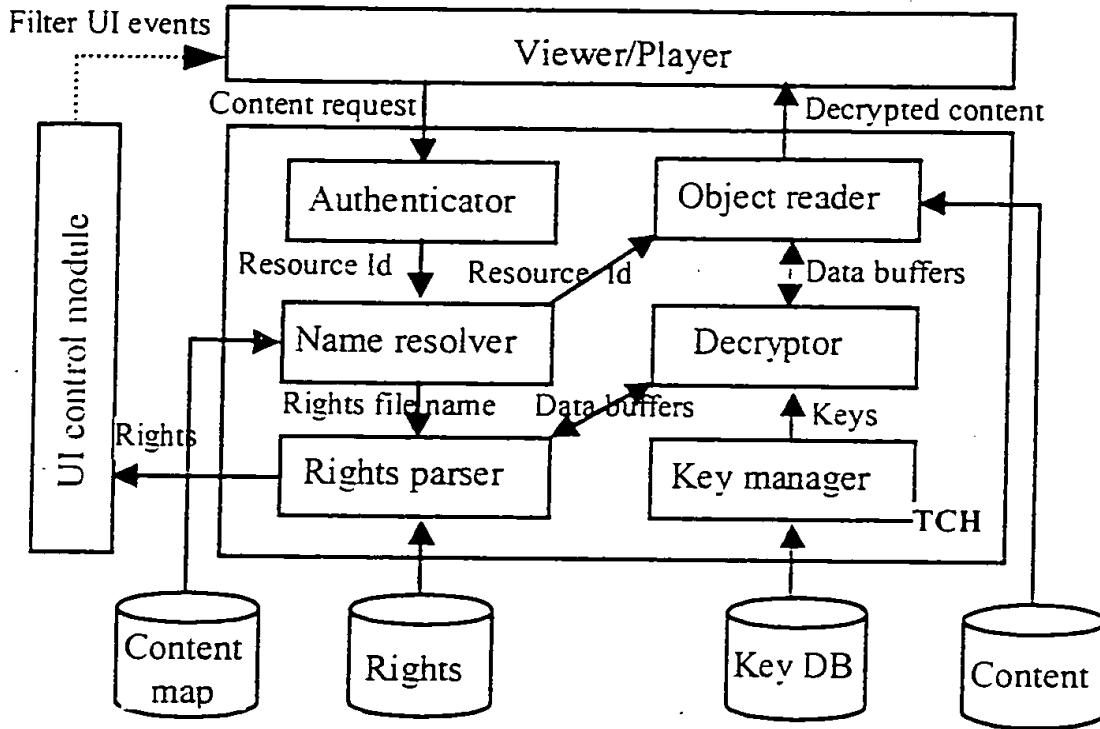 Filter UI events
Viewer/Player
Content request
Decrypted content
Authenticator
Object reader
Resource Id
Resource Id
Data buffers
UI control module
Name resolver
Decryptor
Rights file name
Data buffers
Keys
Rights
Rights parser
Key manager
TCH
Content
map
Rights
Key DB
Content